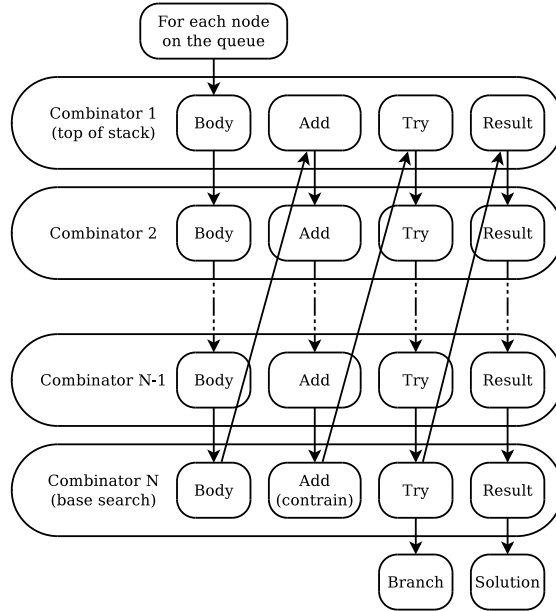 For each node
on the queue
Combinator 1
(top of stack)
Body
Add
Try
Result
Combinator 2
Body
Add
Try
Result
Combinator N-1
Body
Add
Try
Result
Combinator N
(base search)
Body
Add
(contrain)
Try
Result
Branch
Solution